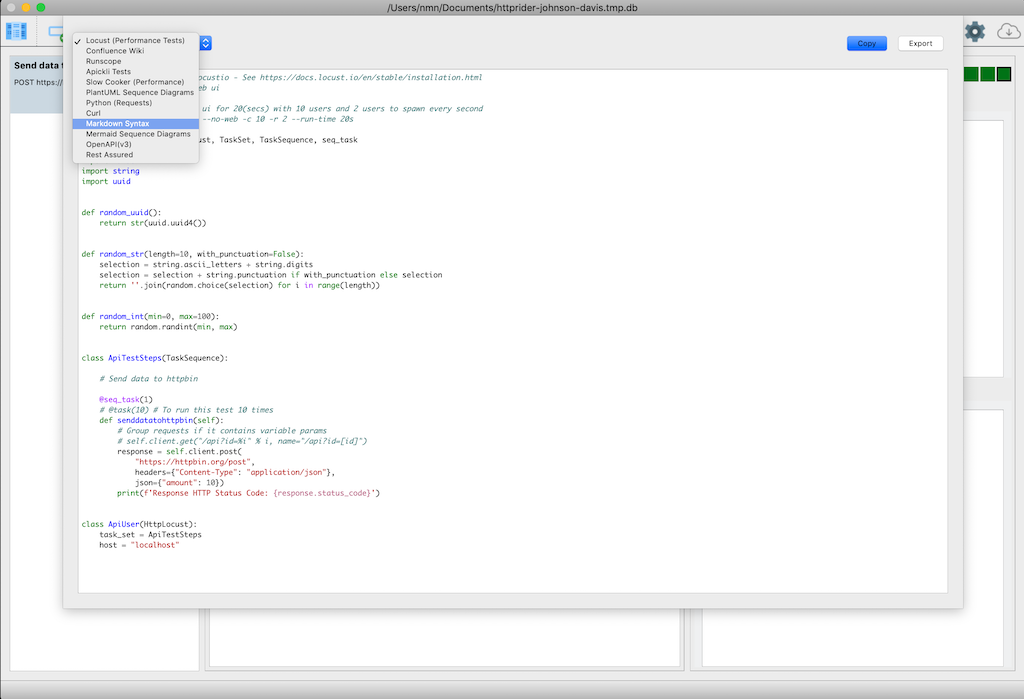 /Users/nmn/Documents/httprider-johnson-davis.tmp.db
Send data t
POST https:/
✓ Locust (Performance Tests)
Confluence Wiki
Runscope
Apickli Tests
Slow Cooker (Performance)
PlantUML Sequence Diagrams
Python (Requests)
Curl
Markdown Syntax
Mermaid Sequence Diagrams
OpenAPI(v3)
Rest Assured
Copy
Export
ocustio - See https://docs.locust.io/en/stable/installation.html
eb ui
ui for 20(secs) with 10 users and 2 users to spawn every second
--no-web -c 10 -r 2 --run-time 20s
ust, TaskSet, TaskSequence, seq_task
import string
import uuid
def random_uuid():
return str(uuid.uuid4())
def random_str(length=10, with_punctuation=False):
selection = string.ascii_letters + string.digits
selection = selection + string.punctuation if with_punctuation else selection
return ''.join(random.choice(selection) for i in range(length))
def random_int(min=0, max=100):
return random.randint(min, max)
class ApiTestSteps(TaskSequence):
# Send data to httpbin
@seq_task(1)
# @task(10) # To run this test 10 times
def senddatatohttpbin(self):
# Group requests if it contains variable params
# self.client.get("/api?id=%i" % i, name="/api?id=[id]")
response = self.client.post(
"https://httpbin.org/post",
headers={"Content-Type": "application/json"},
json={"amount": 10})
print(f'Response HTTP Status Code: {response.status_code}')
class ApiUser(HttpLocust):
task_set = ApiTestSteps
host = "localhost"